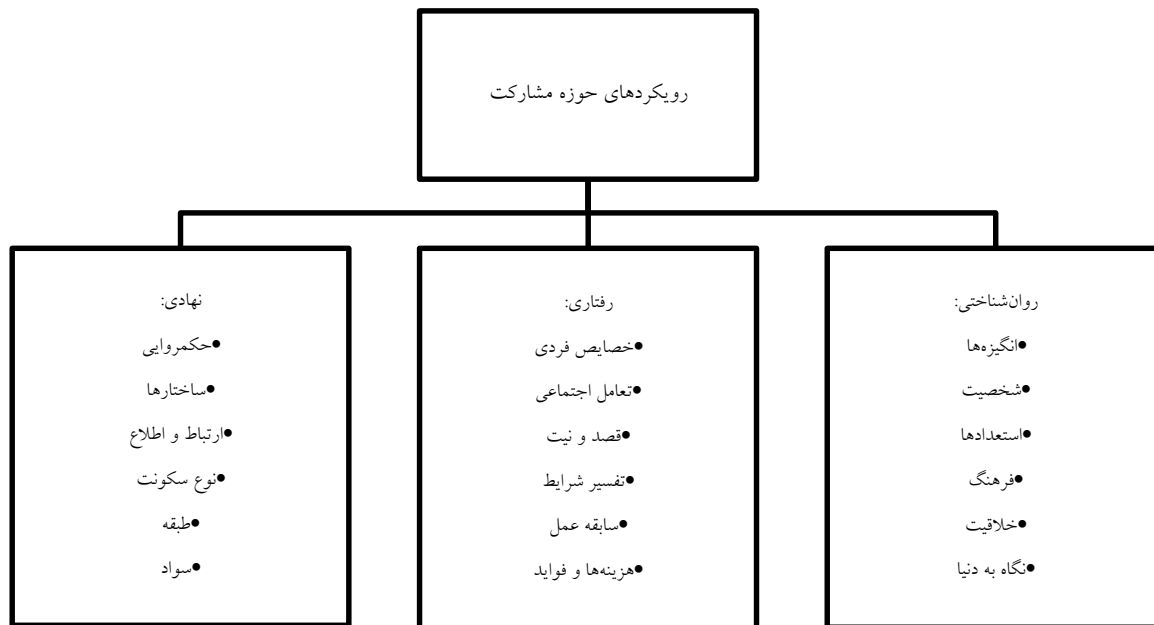 رویکردهای حوزه مشارکت
روان‌شناختی:
•انگیزه‌ها
•شخصیت
•استعدادها
•فرهنگ
•خلاقیت
•نگاه به دنیا
رفتاری:
•خصایص فردی
•تعامل اجتماعی
•قصد و نیت
•تفسیر شرایط
•سابقه عمل
•هزینه‌ها و فواید
نهادی:
•حکمروایی
•ساختارها
•ارتباط و اطلاع
•نوع سکونت
•طبقه
•سواد